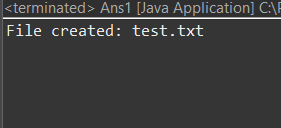 <terminated> Ans1 [Java Application] C:\
File created: test.txt